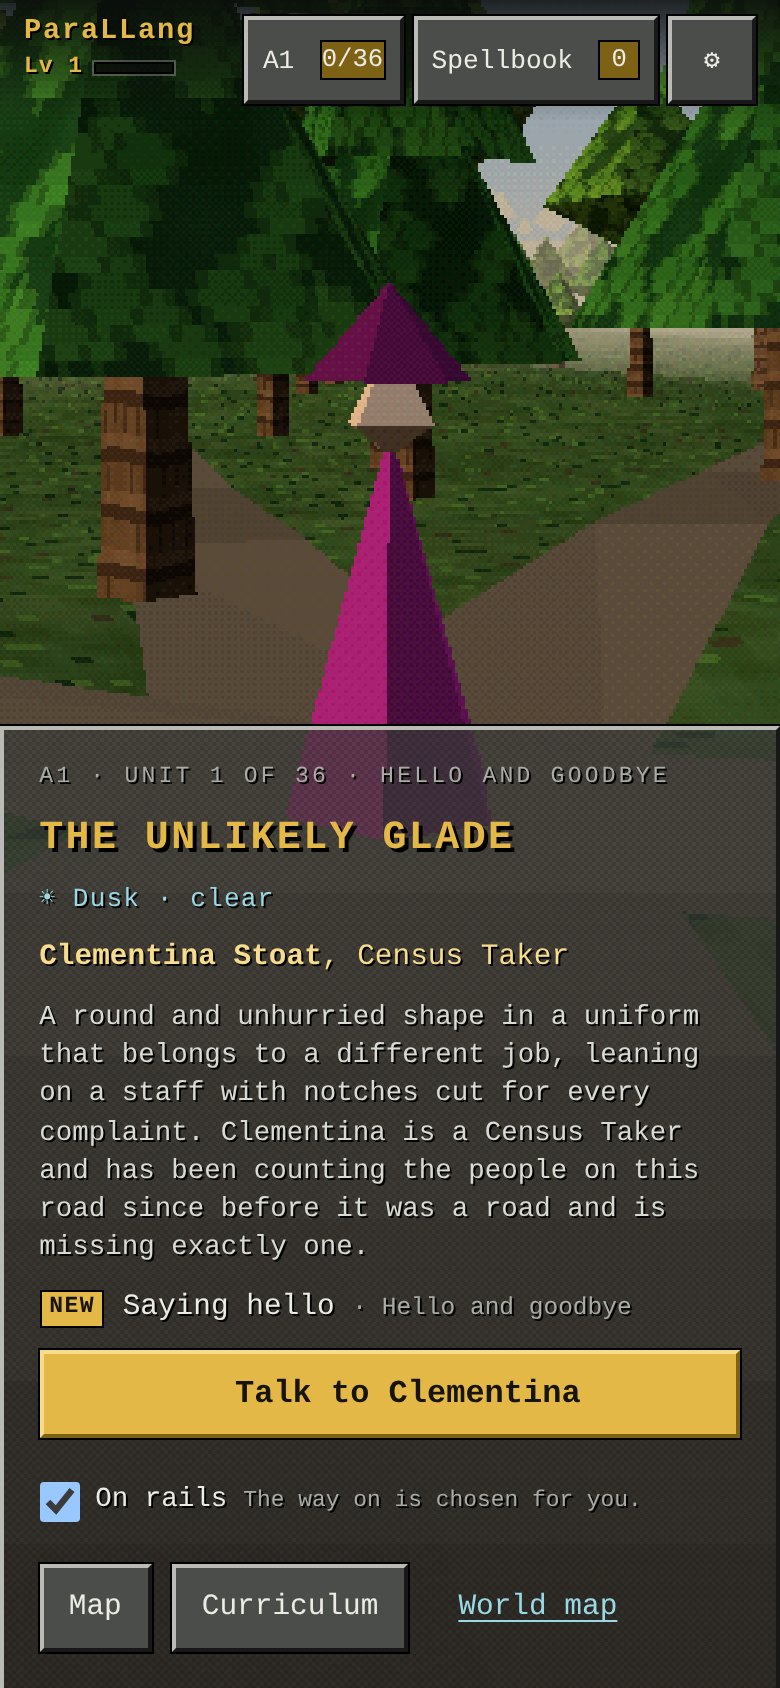 ParaLLang
Lv 1
A1 0/36
Spellbook 0
A1 · UNIT 1 OF 36 · HELLO AND GOODBYE
THE UNLIKELY GLADE
☀ Dusk · clear
Clementina Stoat, Census Taker
A round and unhurried shape in a uniform
that belongs to a different job, leaning
on a staff with notches cut for every
complaint. Clementina is a Census Taker
and has been counting the people on this
road since before it was a road and is
missing exactly one.
NEW Saying hello · Hello and goodbye
Talk to Clementina
On rails The way on is chosen for you.
Map Curriculum World map